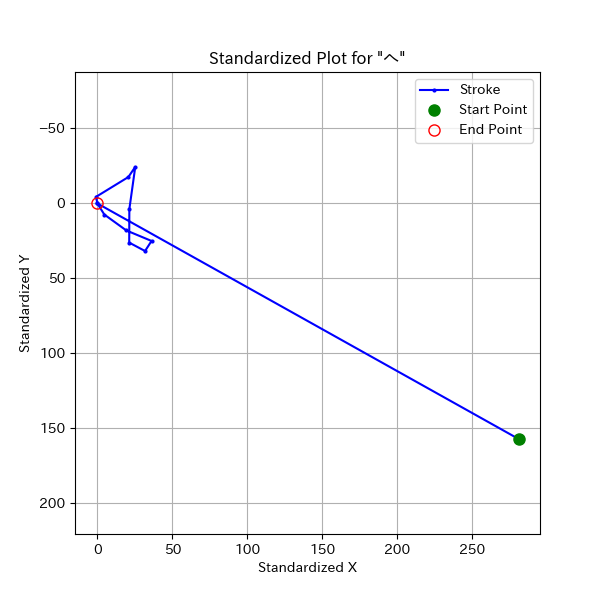 Standardized Plot for "へ"
Stroke
Start Point
End Point
−50
0
50
100
150
200
Standardized Y
0 50 100 150 200 250
Standardized X